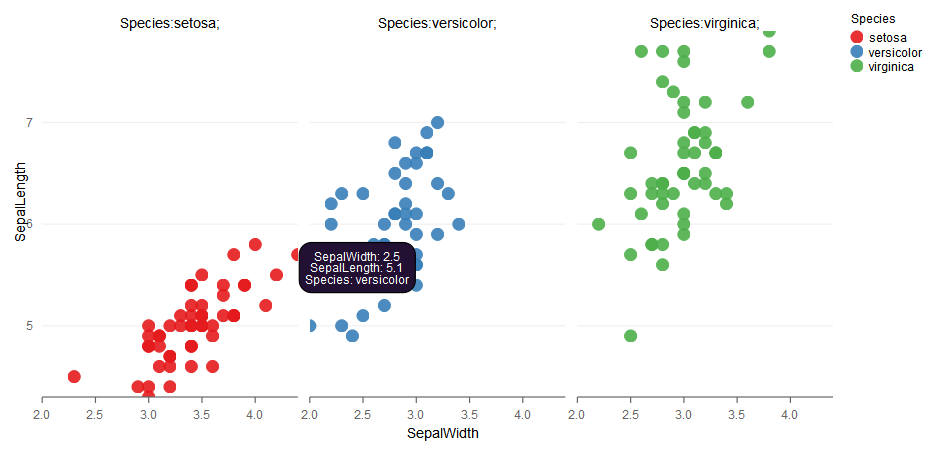 Species:setosa;
Species:versicolor;
Species:virginica;
Species
setosa
versicolor
virginica
SepalLength
7
6
5
SepalWidth: 2.5
SepalLength: 5.1
Species: versicolor
2.0 2.5 3.0 3.5 4.0
2.0 2.5 3.0 3.5 4.0
2.5 3.0 3.5 4.0
SepalWidth